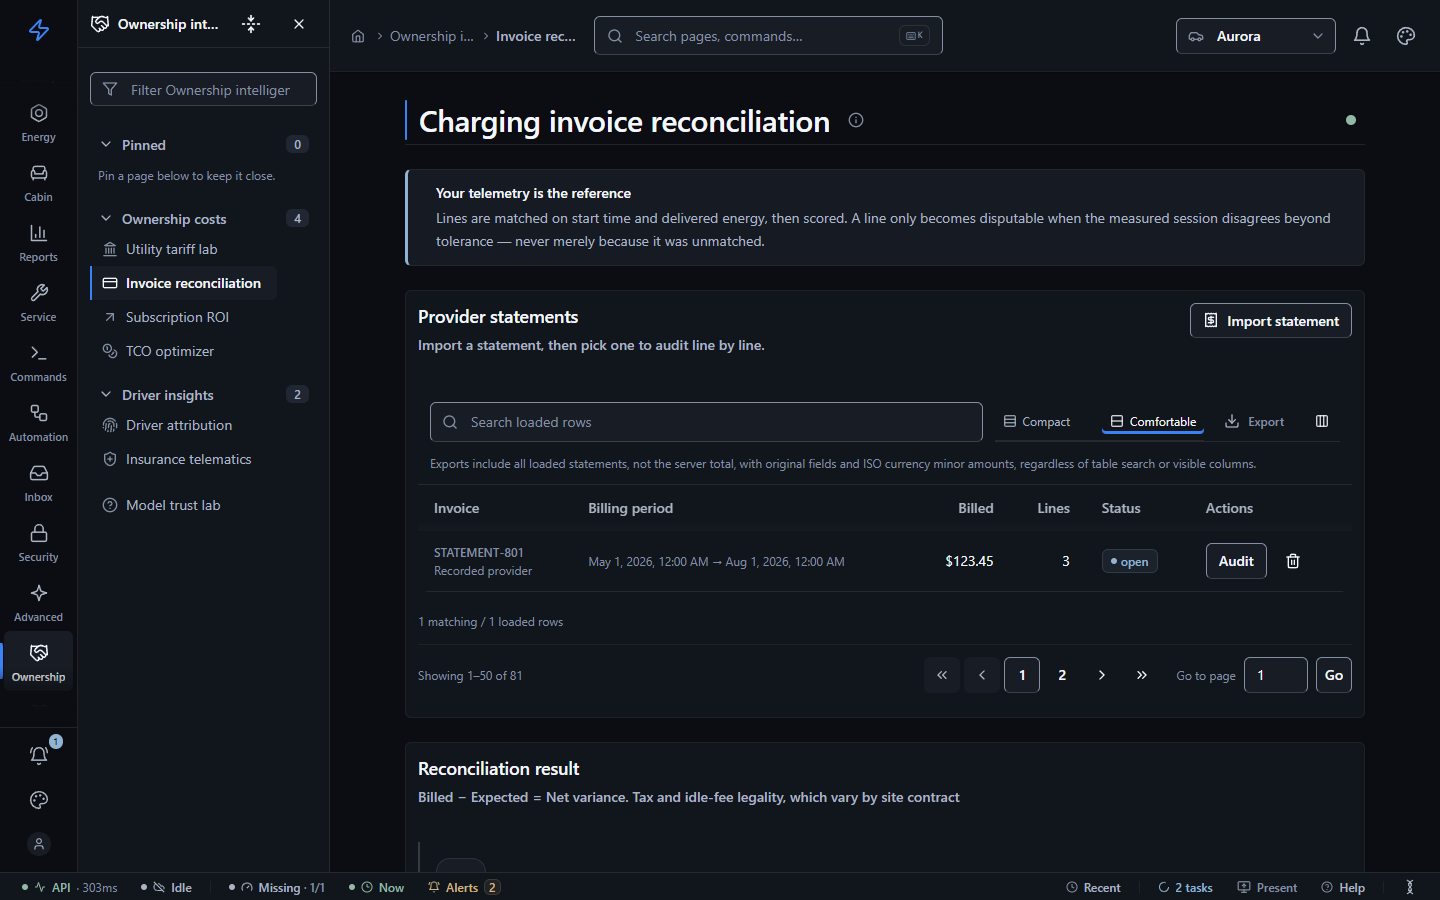 Ownership int...
Ownership i...
Invoice rec...
Search pages, commands...
K
Aurora
Energy
Cabin
Reports
Service
Commands
Automation
Inbox
Security
Advanced
Ownership
1
Filter Ownership intelliger
Pinned
0
Pin a page below to keep it close.
Ownership costs
4
Utility tariff lab
Invoice reconciliation
Subscription ROI
TCO optimizer
Driver insights
2
Driver attribution
Insurance telematics
Model trust lab
Charging invoice reconciliation
Your telemetry is the reference
Lines are matched on start time and delivered energy, then scored. A line only becomes disputable when the measured session disagrees beyond
tolerance — never merely because it was unmatched.
Provider statements
Import a statement, then pick one to audit line by line.
Import statement
Search loaded rows
Compact
Comfortable
Export
Exports include all loaded statements, not the server total, with original fields and ISO currency minor amounts, regardless of table search or visible columns.
Invoice Billing period Billed Lines Status Actions
STATEMENT-801
Recorded provider
May 1, 2026, 12:00 AM → Aug 1, 2026, 12:00 AM
$123.45
3
open
Audit
1 matching / 1 loaded rows
Showing 1–50 of 81
1
2
Go to page
1
Go
Reconciliation result
Billed − Expected = Net variance. Tax and idle-fee legality, which vary by site contract
API · 303ms
Idle
Missing · 1/1
Now
Alerts 2
Recent
2 tasks
Present
Help